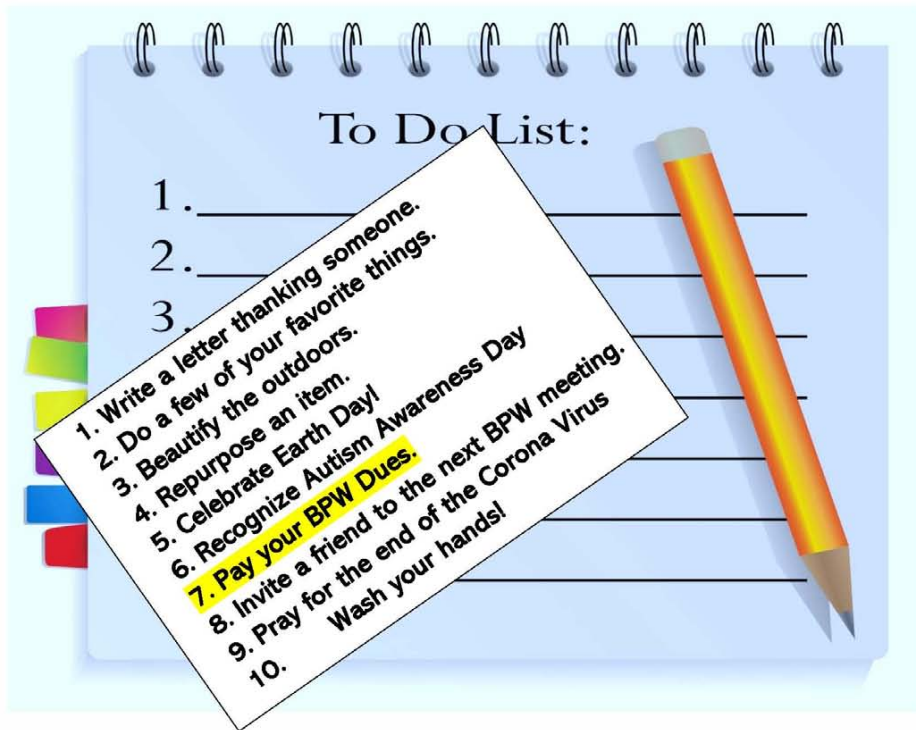 To Do List:
1.
2.
3.
1. Write a letter thanking someone.
2. Do a few of your favorite things.
3. Beautify the outdoors.
4. Repurpose an item.
5. Celebrate Earth Day!
6. Recognize Autism Awareness Day
7. Pay your BPW Dues.
8. Invite a friend to the next BPW meeting.
9. Pray for the end of the Corona Virus
10. Wash your hands!